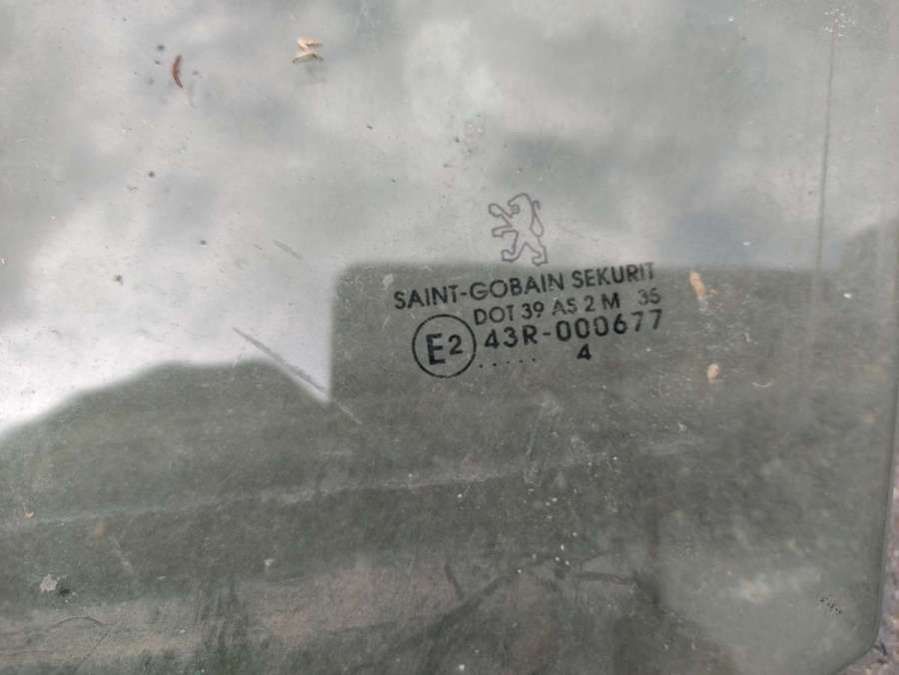 SAINT-GOBAIN SEKURIT
DOT 39 AS 2 M 35
E2 43R-000677
..... 4